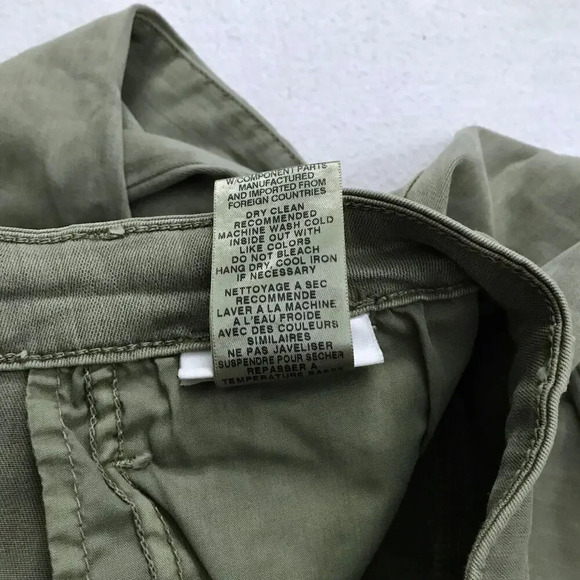 W/COMPONENT PARTS
MANUFACTURED
AND IMPORTED FROM
FOREIGN COUNTRIES
DRY CLEAN
RECOMMENDED
MACHINE WASH COLD
INSIDE OUT WITH
LIKE COLORS
DO NOT BLEACH
HANG DRY COOL IRON
IF NECESSARY
NETTOYAGE A SEC
RECOMMENDE
LAVER A LA MACHINE
A L'EAU FROIDE
AVEC DES COULEURS
SIMILAIRES
NE PAS JAVELISER
SUSPENDRE POUR SECHER
REPASSER A
TEMPERATURE